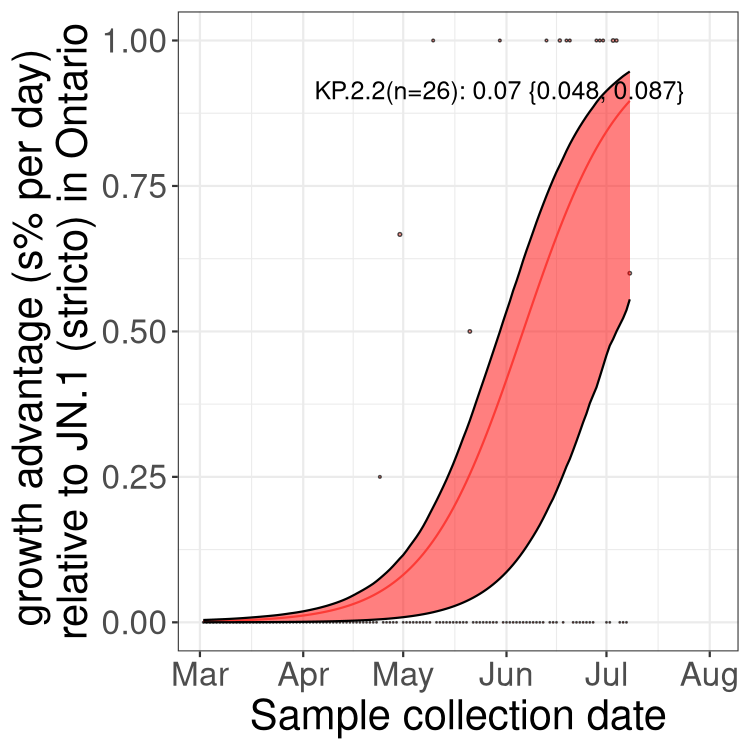 growth advantage (s% per day)
relative to JN.1 (stricto) in Ontario
1.00
0.75
0.50
0.25
0.00
KP.2.2(n=26): 0.07 {0.048, 0.087}
Mar Apr May Jun Jul Aug
Sample collection date